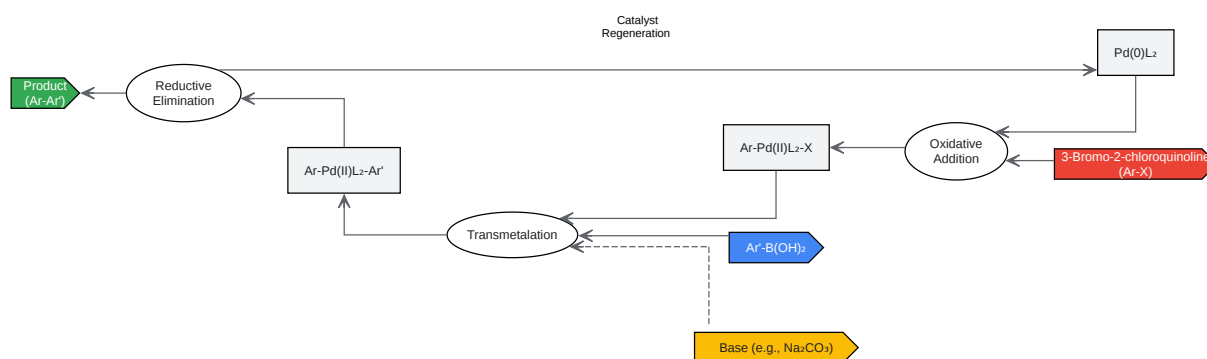 Catalyst
Regeneration
Pd(0)L₂
Product
(Ar-Ar')
Reductive
Elimination
Ar-Pd(II)L₂-X
Oxidative
Addition
3-Bromo-2-chloroquinoline
(Ar-X)
Ar-Pd(II)L₂-Ar'
Transmetalation
Ar'-B(OH)₂
Base (e.g., Na₂CO₃)